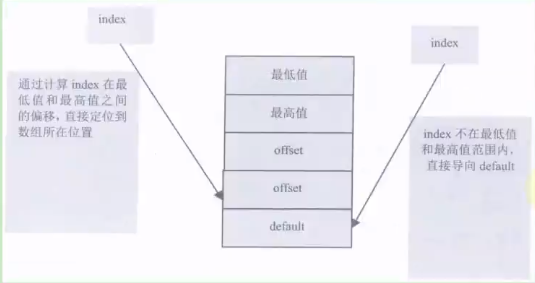 index
index
通过计算 index 在最
低值和最高值之间
的偏移，直接定位到
数组所在位置
最低值
最高值
offset
offset
default
index 不在最低值
和最高值范围内，
直接导向 default